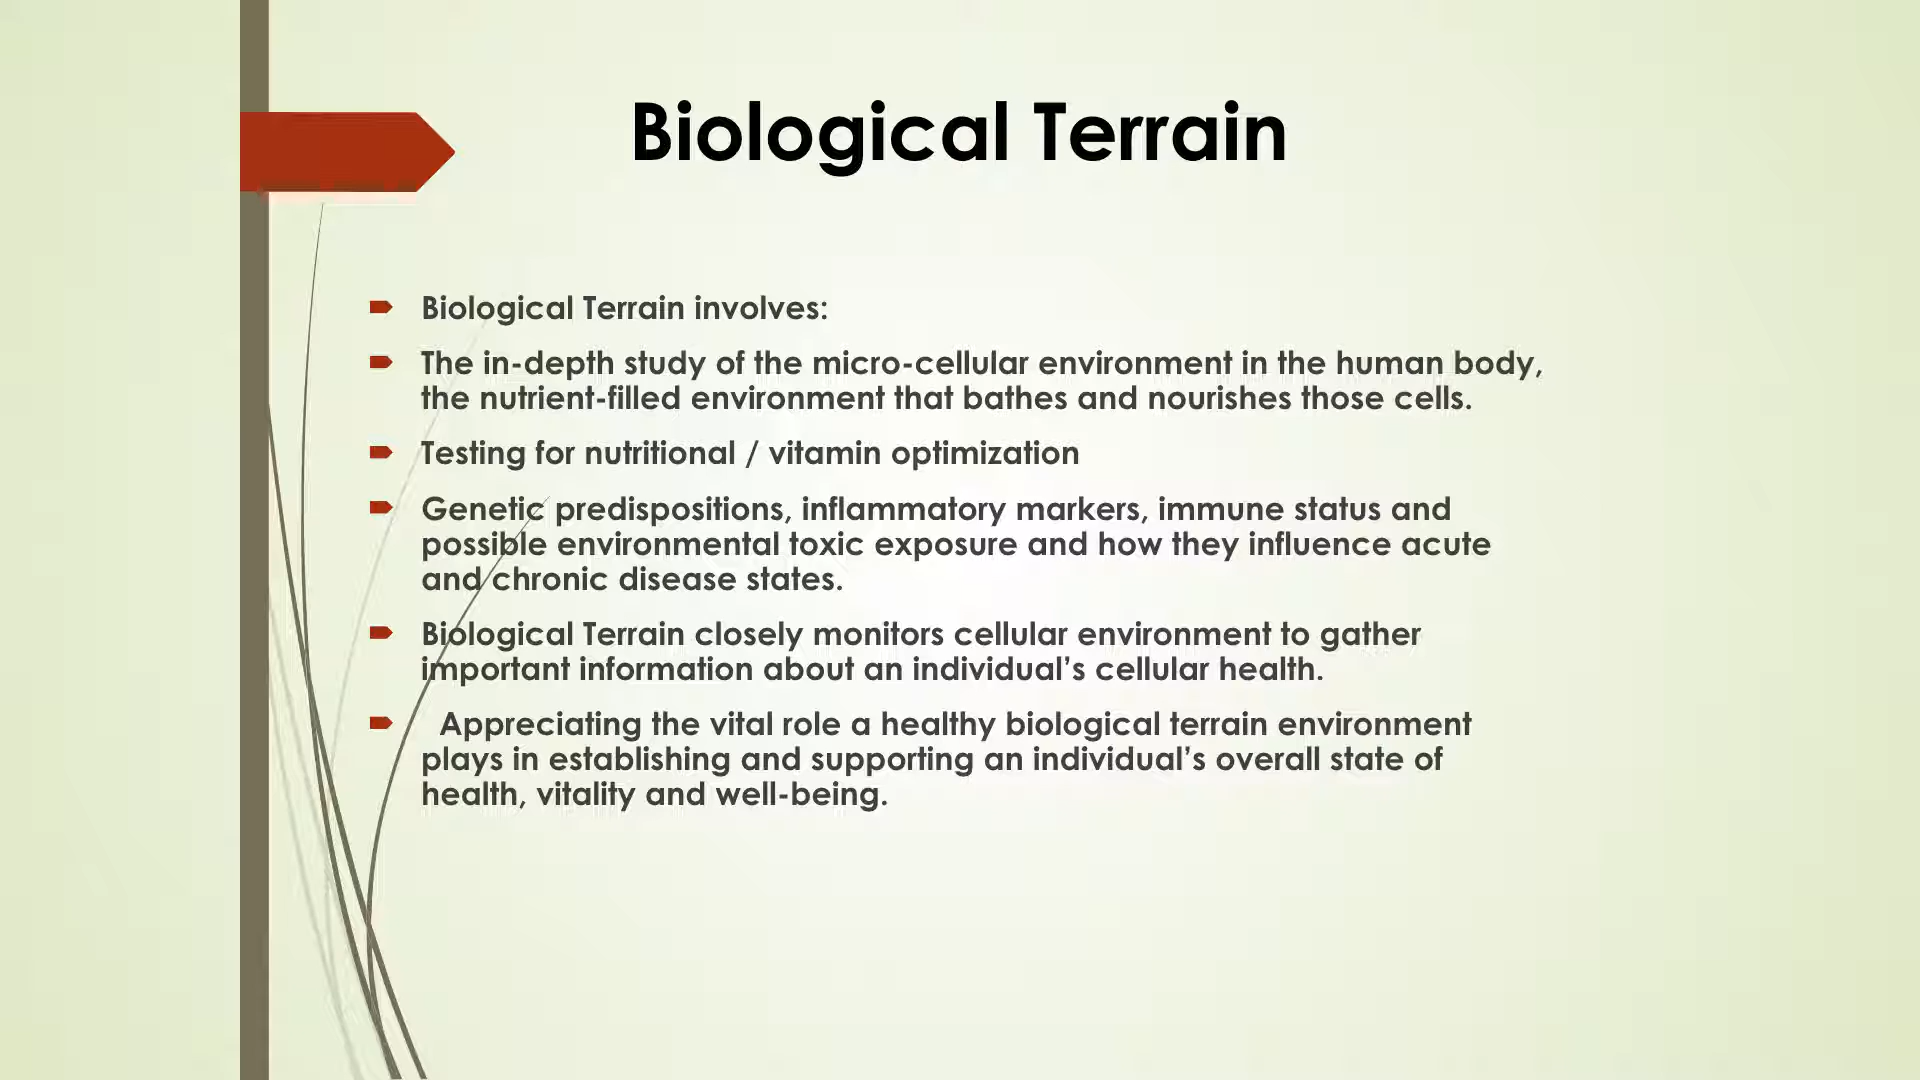 Biological Terrain
Biological Terrain involves:
The in-depth study of the micro-cellular environment in the human body,
the nutrient-filled environment that bathes and nourishes those cells.
Testing for nutritional / vitamin optimization
Genetic predispositions, inflammatory markers, immune status and
possible environmental toxic exposure and how they influence acute
and chronic disease states.
Biological Terrain closely monitors cellular environment to gather
important information about an individual’s cellular health.
Appreciating the vital role a healthy biological terrain environment
plays in establishing and supporting an individual’s overall state of
health, vitality and well-being.